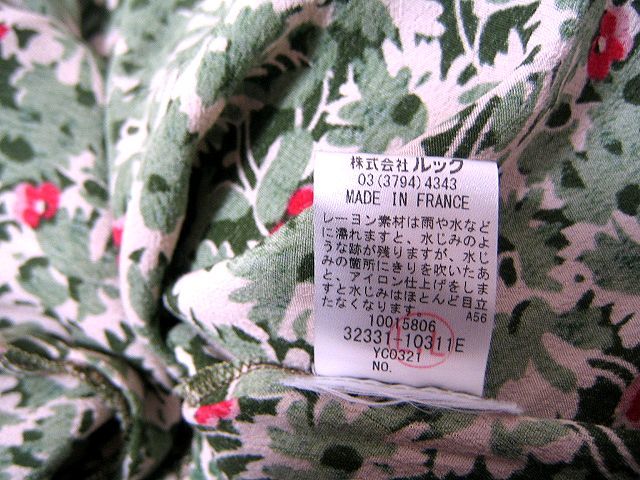 株式会社ルック
03(3794)4343
MADE IN FRANCE
レーヨン素材は雨や水など
に濡れますと、水じみのよ
うな跡が残りますが、水じ
みの箇所にきりを吹いたあ
と、アイロン仕上げをしま
すと水じみはほとんど目立
たなくなります。
A56
10015806
32331-10311E
YC0321
NO.